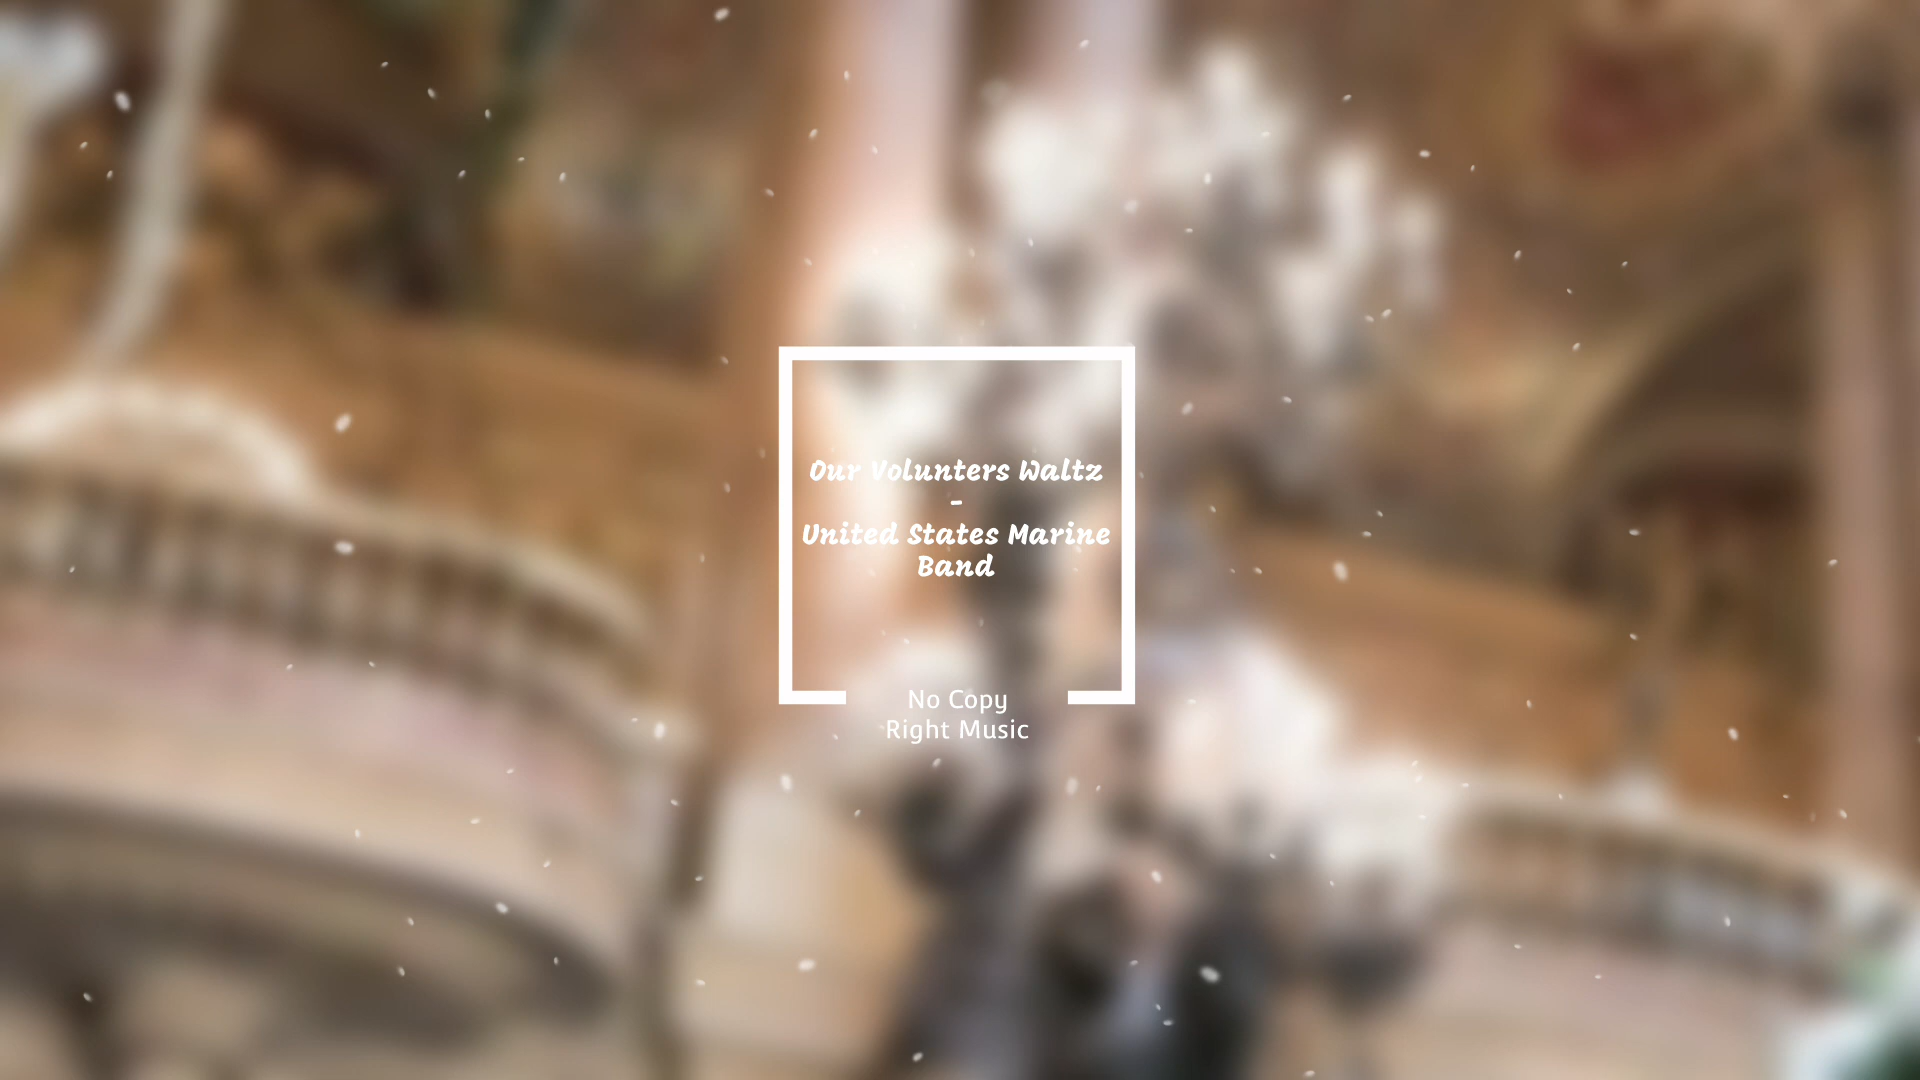 Our Volunters Waltz
-
United States Marine
Band
No Copy
Right Music